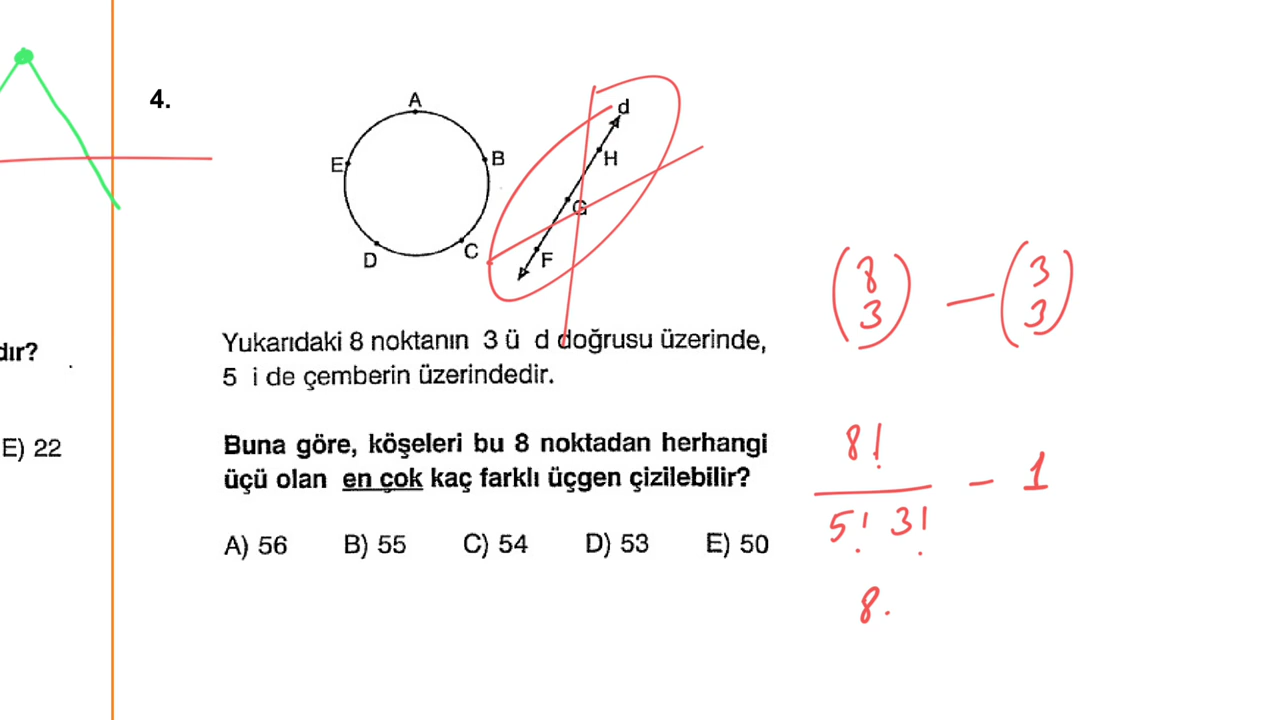 4.
A
B
C
D
E
d
H
G
F
dır?
E) 22
Yukarıdaki 8 noktanın 3 ü d doğrusu üzerinde,
5 i de çemberin üzerindedir.
Buna göre, köşeleri bu 8 noktadan herhangi
üçü olan en çok kaç farklı üçgen çizilebilir?
A) 56 B) 55 C) 54 D) 53 E) 50
(8 3) - (3 3)
8!
5! 3!
- 1
8.